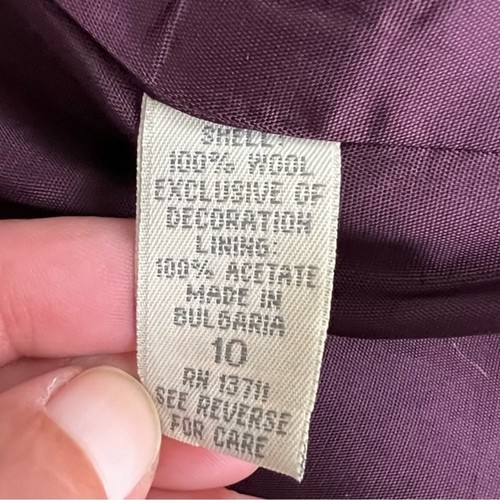 SHELL:
100% WOOL
EXCLUSIVE OF
DECORATION
LINING:
100% ACETATE
MADE IN
BULGARIA
10
RN 13711
SEE REVERSE
FOR CARE